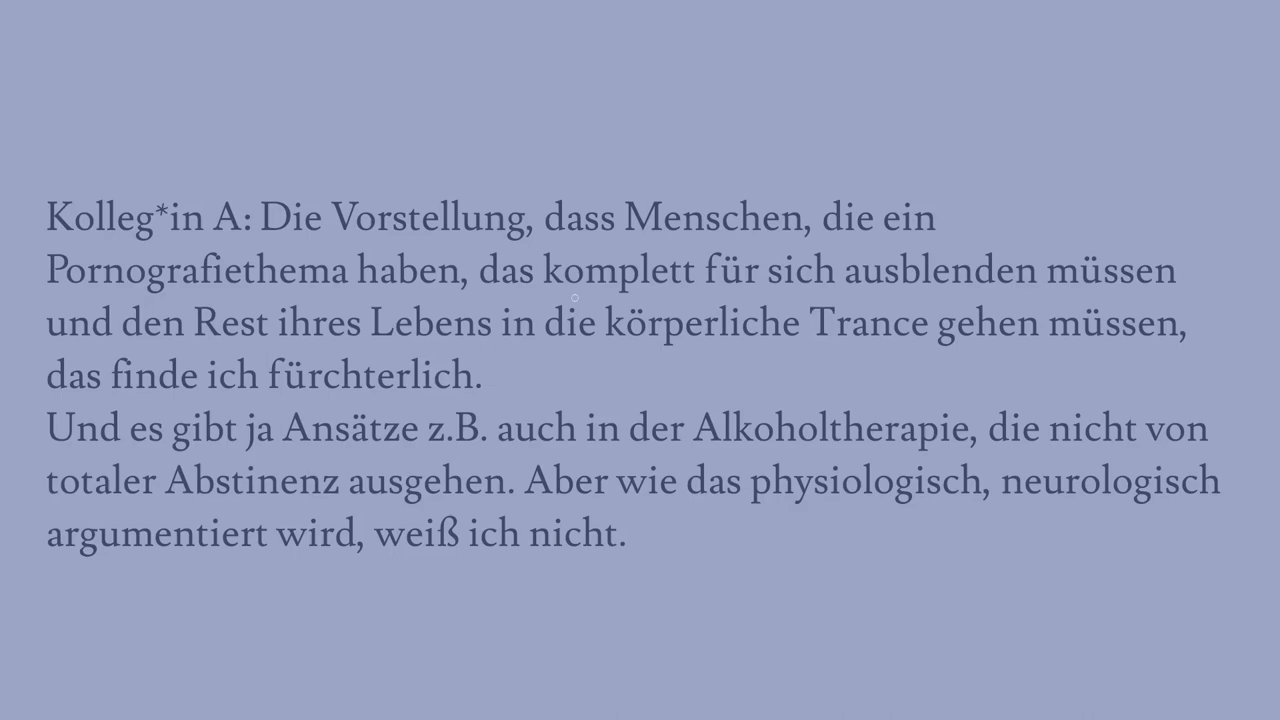 Kolleg*in A: Die Vorstellung, dass Menschen, die ein
Pornografiethema haben, das komplett für sich ausblenden müssen
und den Rest ihres Lebens in die körperliche Trance gehen müssen,
das finde ich fürchterlich.
Und es gibt ja Ansätze z.B. auch in der Alkoholtherapie, die nicht von
totaler Abstinenz ausgehen. Aber wie das physiologisch, neurologisch
argumentiert wird, weiß ich nicht.